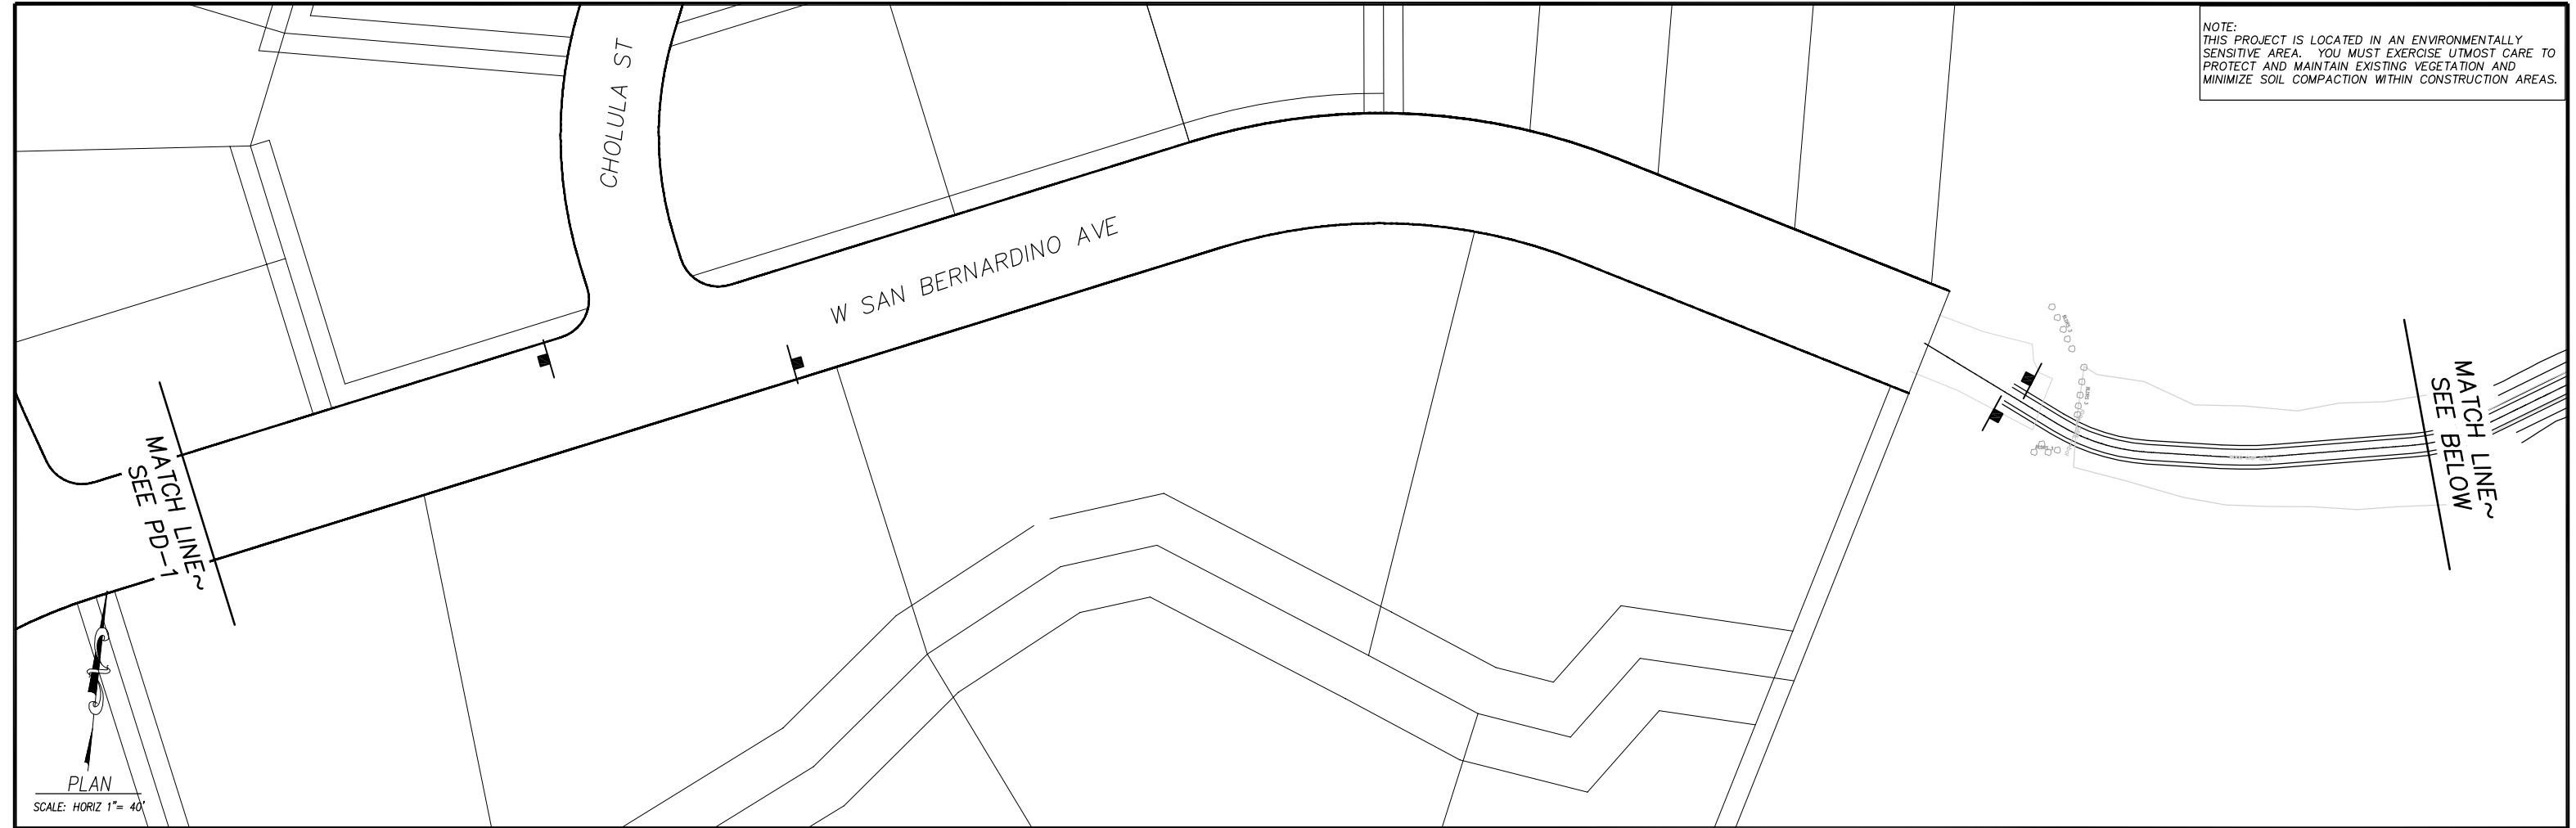 NOTE:
THIS PROJECT IS LOCATED IN AN ENVIRONMENTALLY
SENSITIVE AREA. YOU MUST EXERCISE UTMOST CARE TO
PROTECT AND MAINTAIN EXISTING VEGETATION AND
MINIMIZE SOIL COMPACTION WITHIN CONSTRUCTION AREAS.
CHOLULA ST
W SAN BERNARDINO AVE
MATCH LINE~
SEE PD-1
MATCH LINE~
SEE BELOW
PLAN
SCALE: HORIZ 1"= 40'